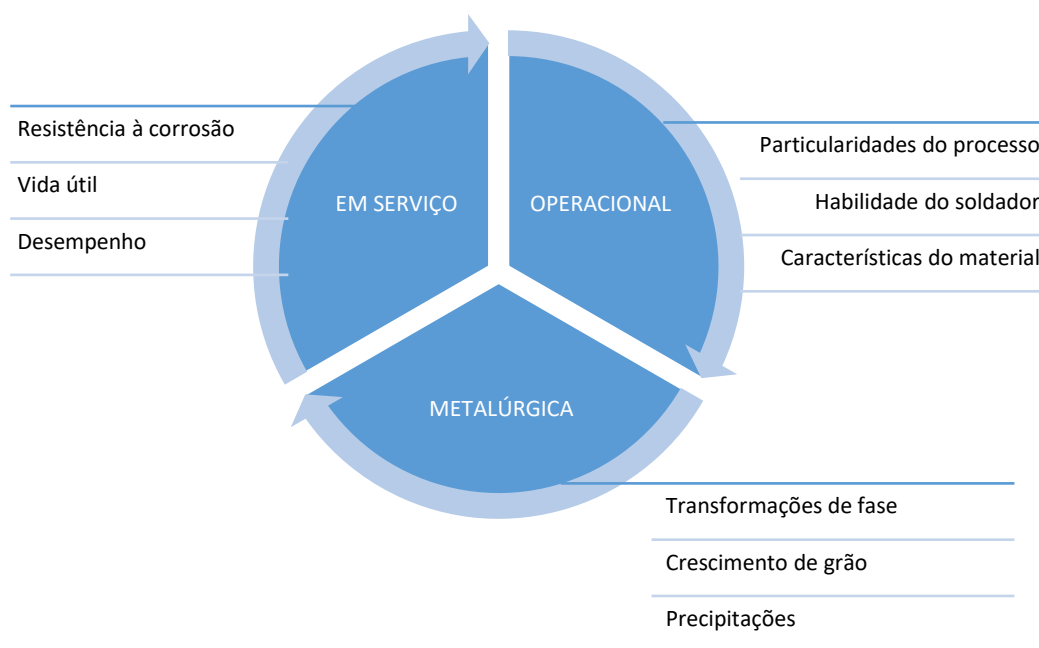 Resistência à corrosão
Vida útil
Desempenho
EM SERVIÇO
OPERACIONAL
Particularidades do processo
Habilidade do soldador
Características do material
METALÚRGICA
Transformações de fase
Crescimento de grão
Precipitações